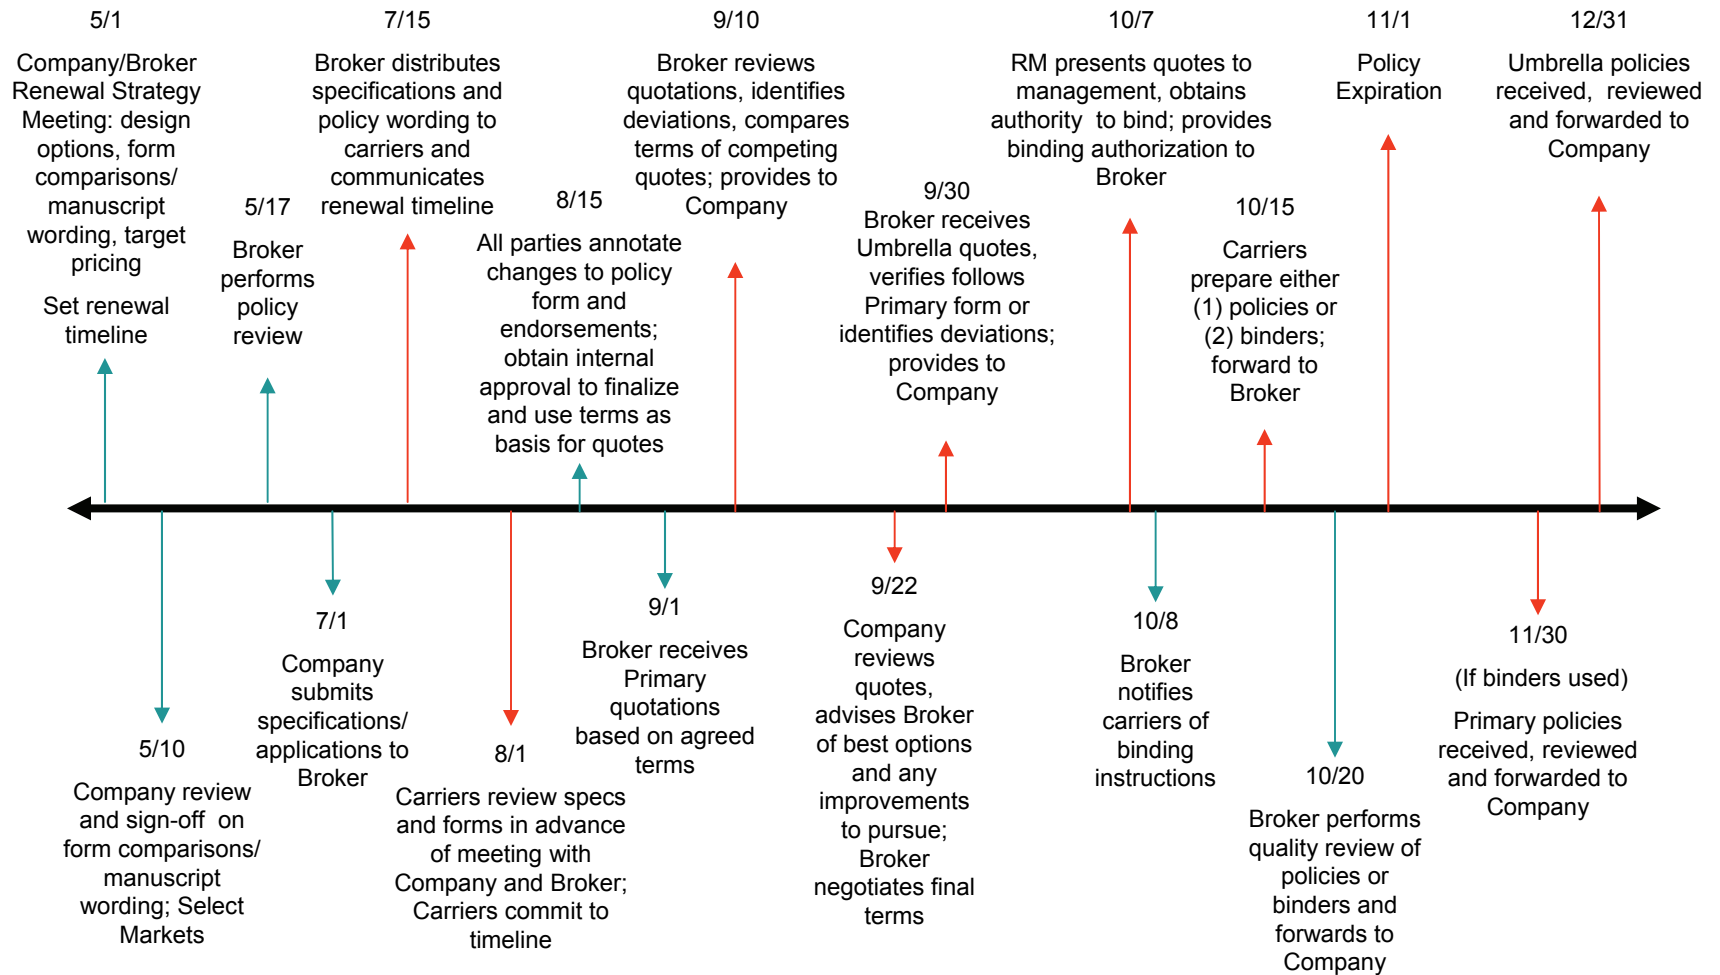 5/1
Company/Broker
Renewal Strategy
Meeting: design
options, form
comparisons/
manuscript
wording, target
pricing
Set renewal
timeline
5/17
Broker
performs
policy
review
7/15
Broker distributes
specifications and
policy wording to
carriers and
communicates
renewal timeline
8/15
All parties annotate
changes to policy
form and
endorsements;
obtain internal
approval to finalize
and use terms as
basis for quotes
9/10
Broker reviews
quotations, identifies
deviations, compares
terms of competing
quotes; provides to
Company
9/30
Broker receives
Umbrella quotes,
verifies follows
Primary form or
identifies deviations;
provides to
Company
10/7
RM presents quotes to
management, obtains
authority to bind; provides
binding authorization to
Broker
10/15
Carriers
prepare either
(1) policies or
(2) binders;
forward to
Broker
11/1
Policy
Expiration
12/31
Umbrella policies
received, reviewed
and forwarded to
Company
5/10
Company review
and sign-off on
form comparisons/
manuscript
wording; Select
Markets
7/1
Company
submits
specifications/
applications to
Broker
8/1
Carriers review specs
and forms in advance
of meeting with
Company and Broker;
Carriers commit to
timeline
9/1
Broker receives
Primary
quotations
based on agreed
terms
9/22
Company
reviews
quotes,
advises Broker
of best options
and any
improvements
to pursue;
Broker
negotiates final
terms
10/8
Broker
notifies
carriers of
binding
instructions
10/20
Broker performs
quality review of
policies or
binders and
forwards to
Company
11/30
(If binders used)
Primary policies
received, reviewed
and forwarded to
Company